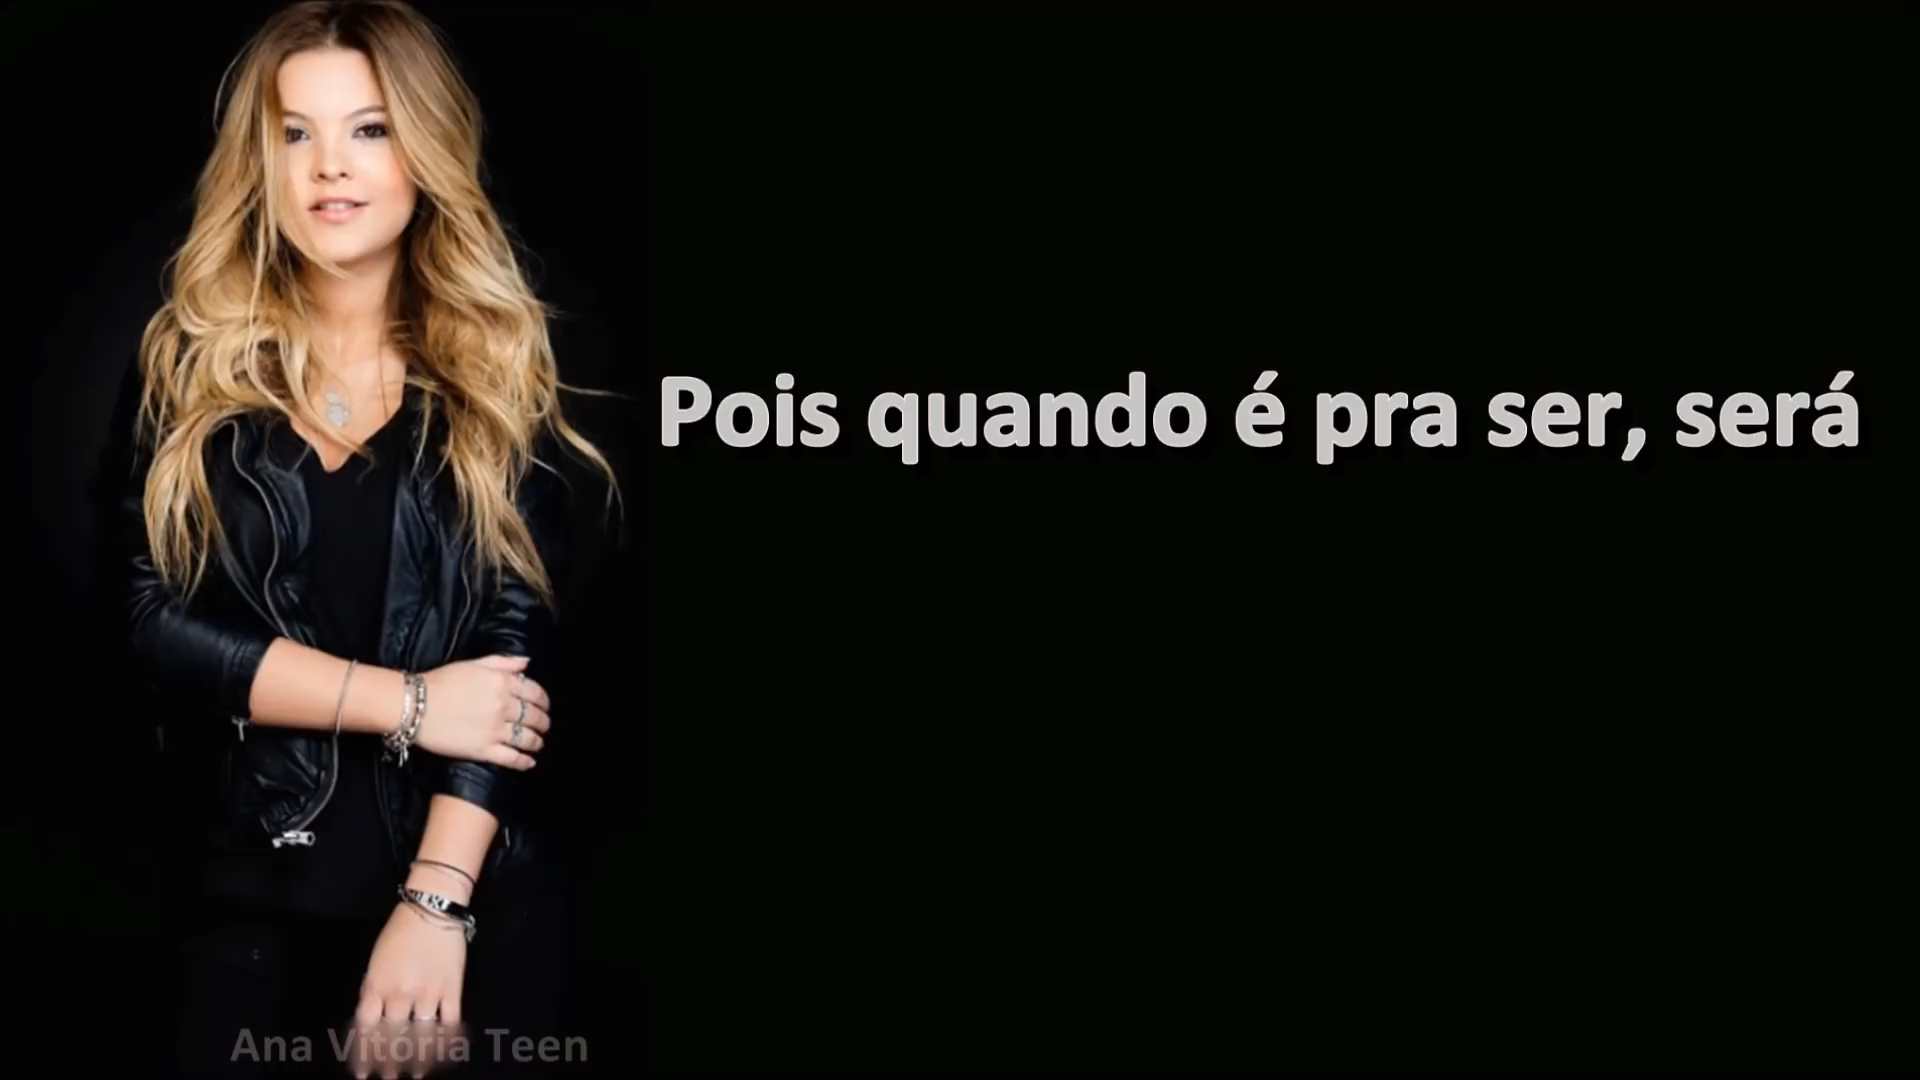 Pois quando é pra ser, será
Ana Vitória Teen